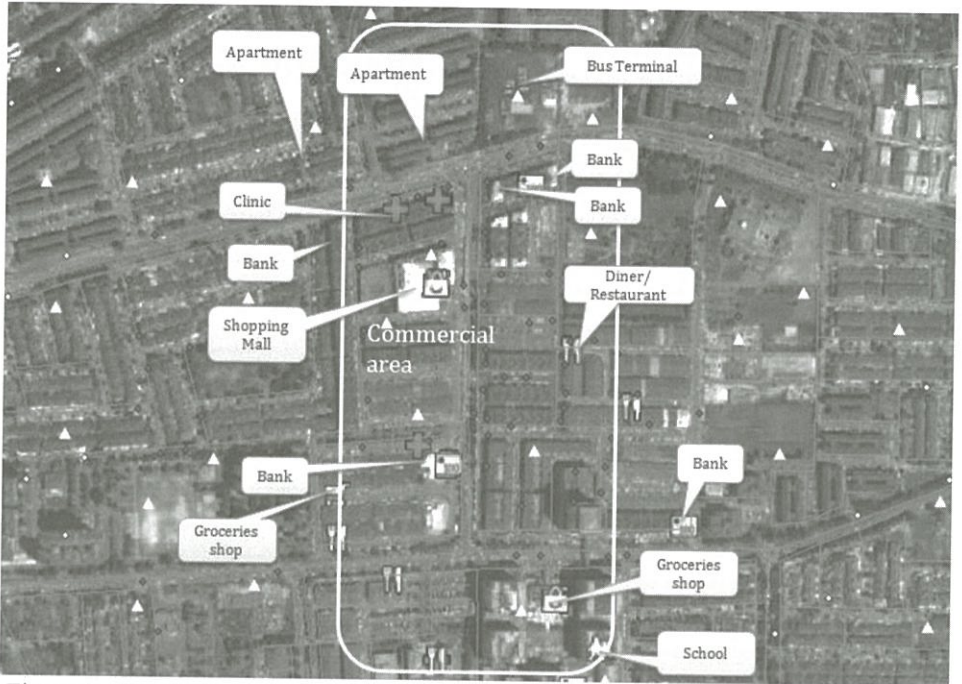 Apartment
Apartment
Bus Terminal
Bank
Clinic
Bank
Bank
Diner/
Restaurant
Shopping
Mall
Commercial
area
Bank
Bank
Groceries
shop
Groceries
shop
School